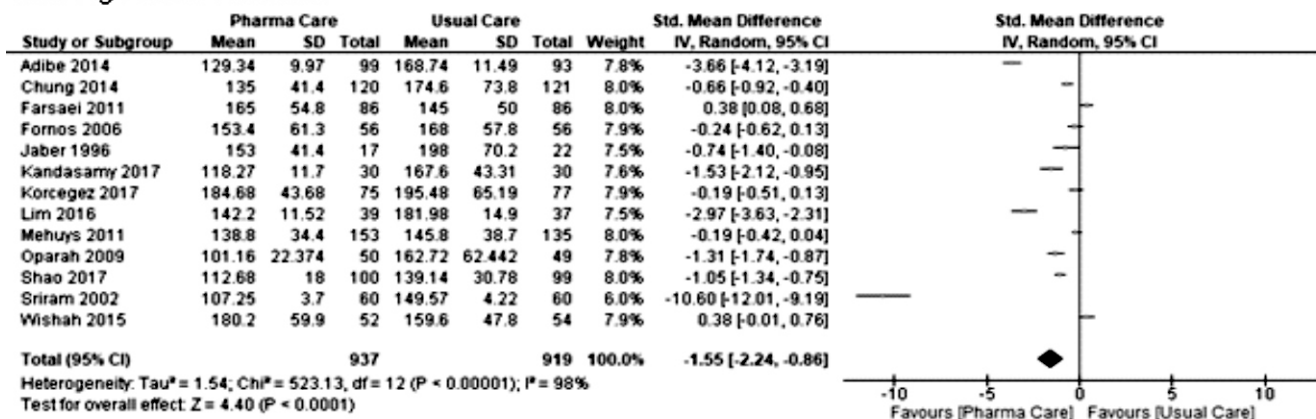 Pharma Care Usual Care Std. Mean Difference Std. Mean Difference
Study or Subgroup Mean SD Total Mean SD Total Weight IV, Random, 95% CI IV, Random, 95% CI
Adibe 2014 129.34 9.97 99 168.74 11.49 93 7.8% -3.66 [-4.12, -3.19]
Chung 2014 135 41.4 120 174.6 73.8 121 8.0% -0.66 [-0.92, -0.40]
Farsaei 2011 165 54.8 86 145 50 86 8.0% 0.38 [0.08, 0.68]
Fornos 2006 153.4 61.3 56 168 57.8 56 7.9% -0.24 [-0.62, 0.13]
Jaber 1996 153 41.4 17 198 70.2 22 7.5% -0.74 [-1.40, -0.08]
Kandasamy 2017 118.27 11.7 30 167.6 43.31 30 7.6% -1.53 [-2.12, -0.95]
Korcegez 2017 184.68 43.68 75 195.48 65.19 77 7.9% -0.19 [-0.51, 0.13]
Lim 2016 142.2 11.52 39 181.98 14.9 37 7.5% -2.97 [-3.63, -2.31]
Mehuys 2011 138.8 34.4 153 145.8 38.7 135 8.0% -0.19 [-0.42, 0.04]
Oparah 2009 101.16 22.374 50 162.72 62.442 49 7.8% -1.31 [-1.74, -0.87]
Shao 2017 112.68 18 100 139.14 30.78 99 8.0% -1.05 [-1.34, -0.75]
Sriram 2002 107.25 3.7 60 149.57 4.22 60 6.0% -10.60 [-12.01, -9.19]
Wishah 2015 180.2 59.9 52 159.6 47.8 54 7.9% 0.38 [-0.01, 0.76]
Total (95% CI) 937 919 100.0% -1.55 [-2.24, -0.86]
Heterogeneity: Tau² = 1.54; Chi² = 523.13, df = 12 (P < 0.00001); I² = 98%
Test for overall effect: Z = 4.40 (P < 0.0001)
-10 -5 0 5 10
Favours [Pharma Care] Favours [Usual Care]